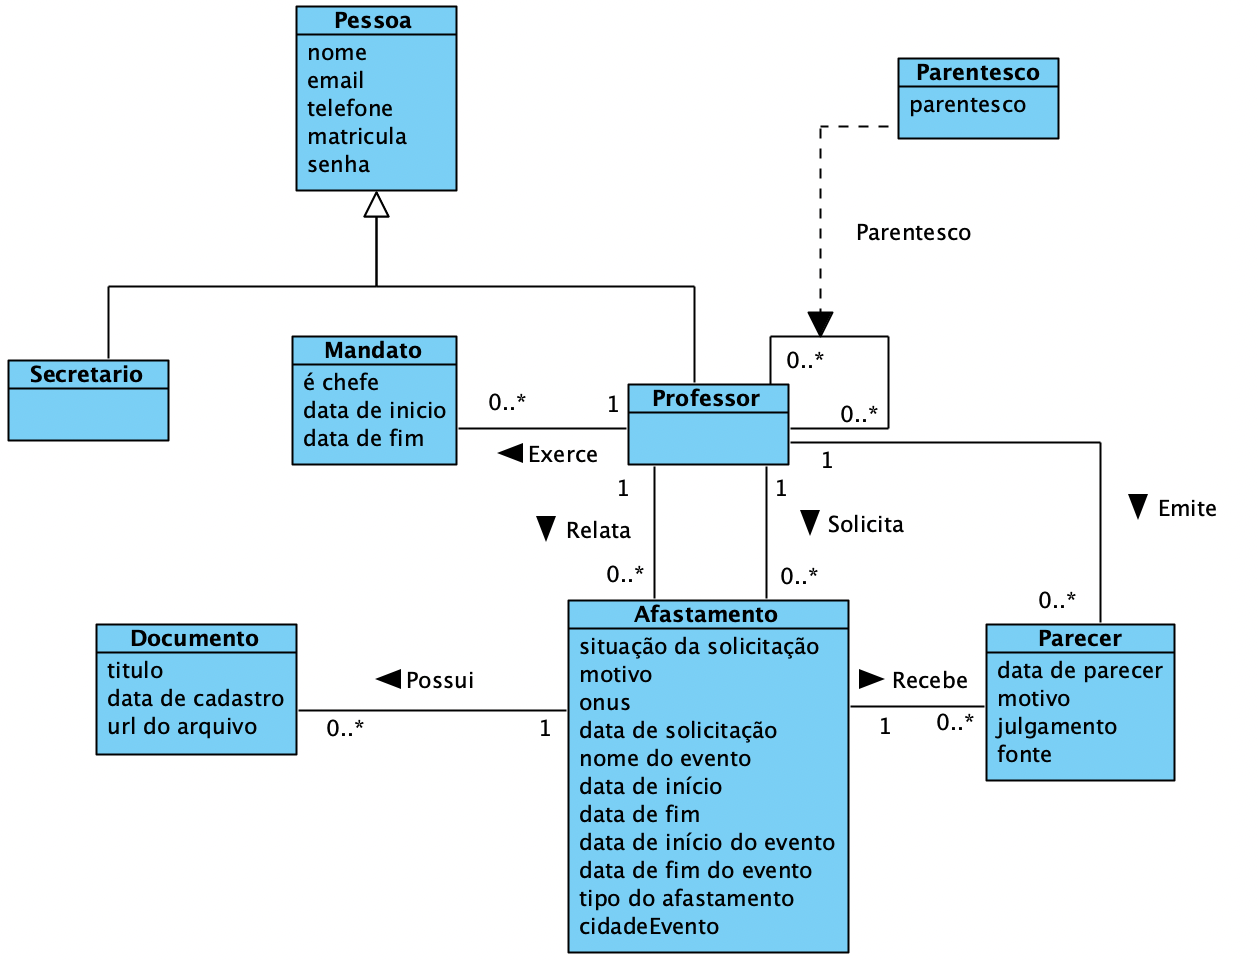 Pessoa
nome
email
telefone
matricula
senha
Parentesco
parentesco
Parentesco
Secretario
Mandato
é chefe
data de inicio
data de fim
0..*
1
Exerce
Professor
0..*
0..*
1
Emite
0..*
1
Relata
0..*
1
Solicita
0..*
Documento
titulo
data de cadastro
url do arquivo
Possui
0..*
1
Afastamento
situação da solicitação
motivo
onus
data de solicitação
nome do evento
data de início
data de fim
data de início do evento
data de fim do evento
tipo do afastamento
cidadeEvento
Recebe
1
0..*
Parecer
data de parecer
motivo
julgamento
fonte